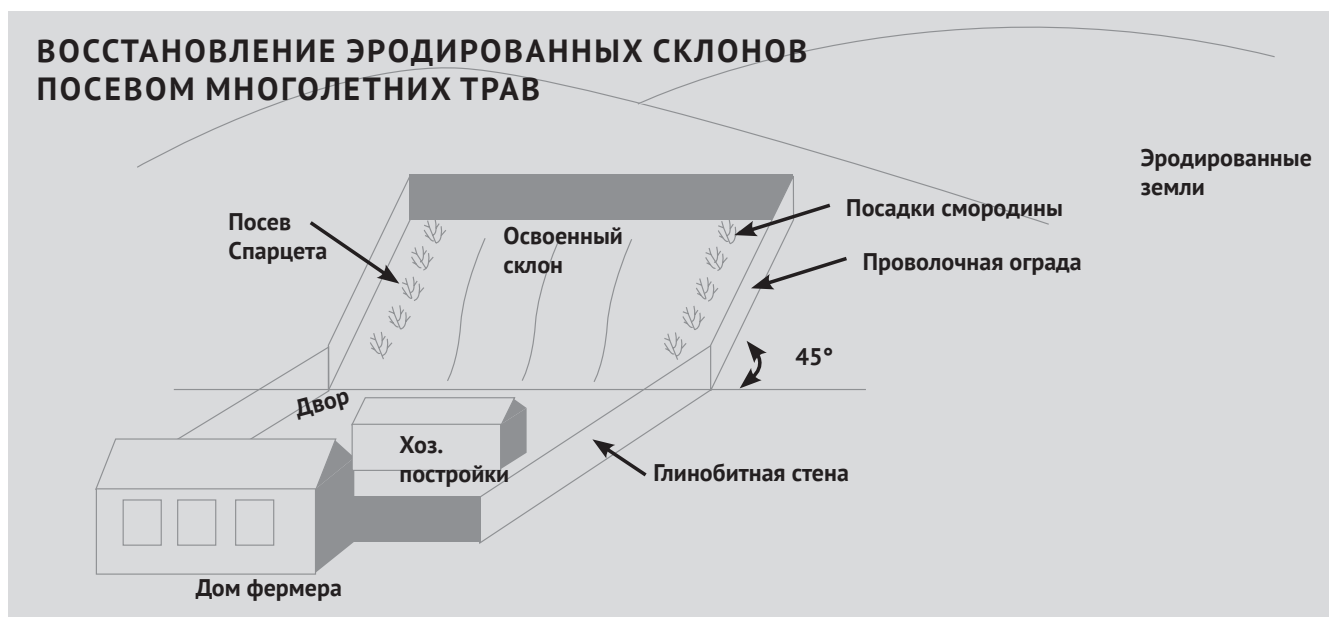 ВОССТАНОВЛЕНИЕ ЭРОДИРОВАННЫХ СКЛОНОВ
ПОСЕВОМ МНОГОЛЕТНИХ ТРАВ
Эродированные
земли
Посев
Спарцета
Освоенный
склон
Посадки смородины
Проволочная ограда
45°
Двор
Хоз.
постройки
Глинобитная стена
Дом фермера